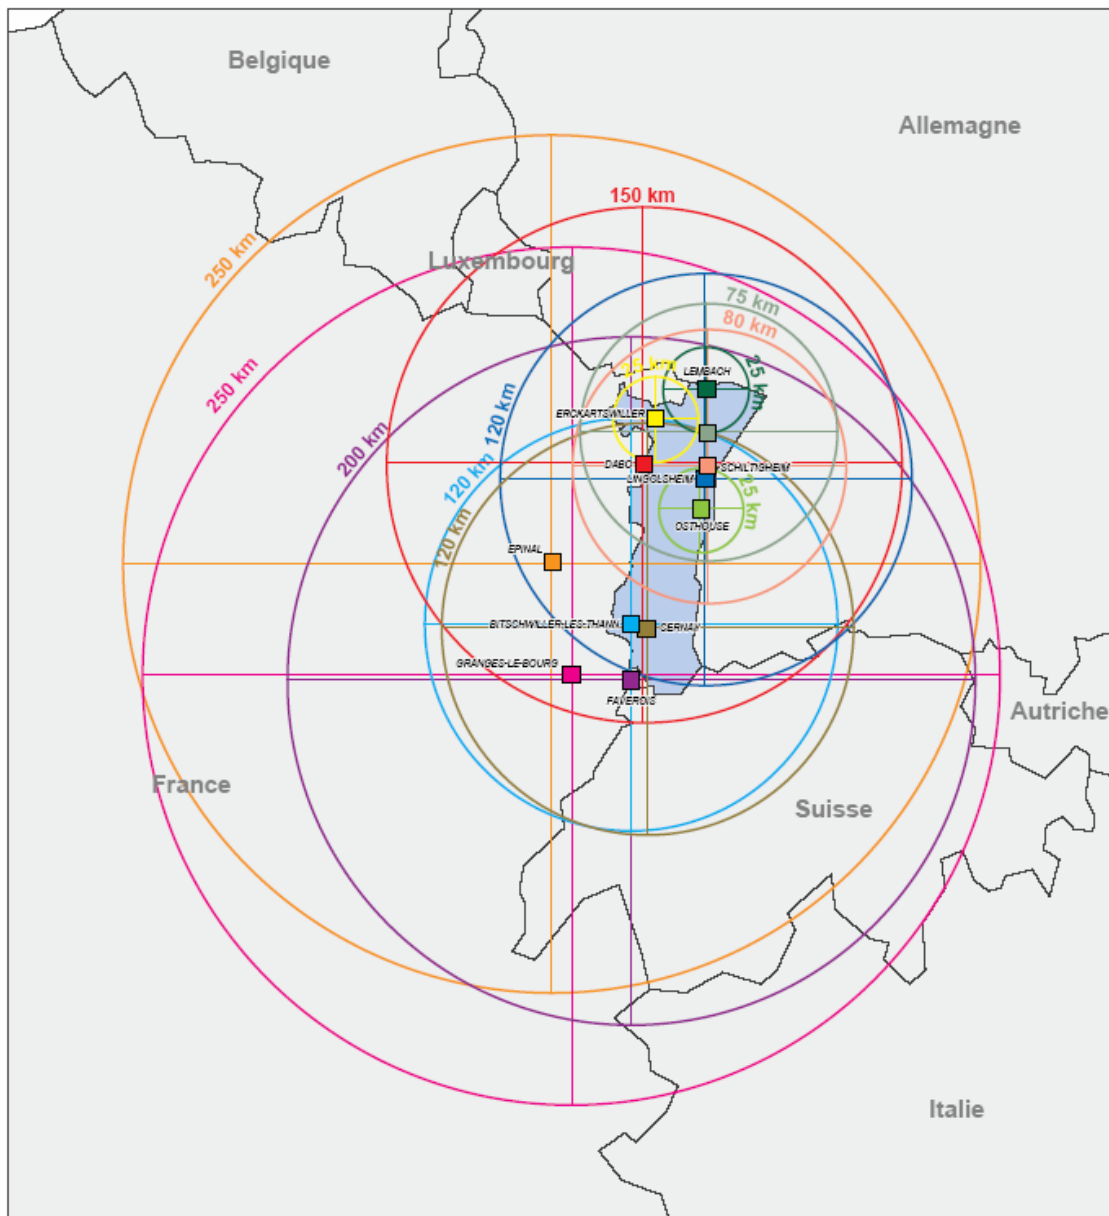 Belgique
Allemagne
150 km
250 km
Luxembourg
75 km
80 km
250 km
25 km
LEMBACH
25 km
120 km
ERCKARTSWILLER
200 km
120 km
DABO
SCHILTIGHEIM
LINGOLSHEIM
25 km
120 km
OSTHOUSE
EPINAL
BITSCHWILLER-LES-THANN
CERNAY
GRANGES-LE-BOURG
FAVEROIS
Autriche
France
Suisse
Italie